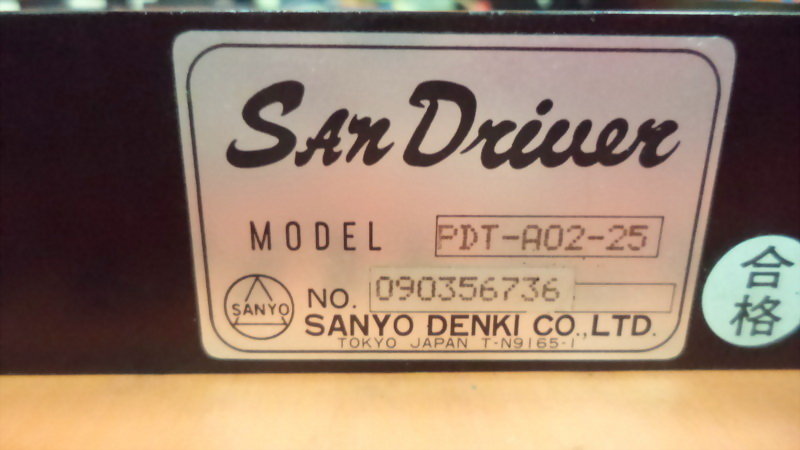 SAN Driver
MODEL PDT-A02-25
SANYO
NO. 090356736
SANYO DENKI CO.,LTD.
TOKYO JAPAN T-N9165-1
合格